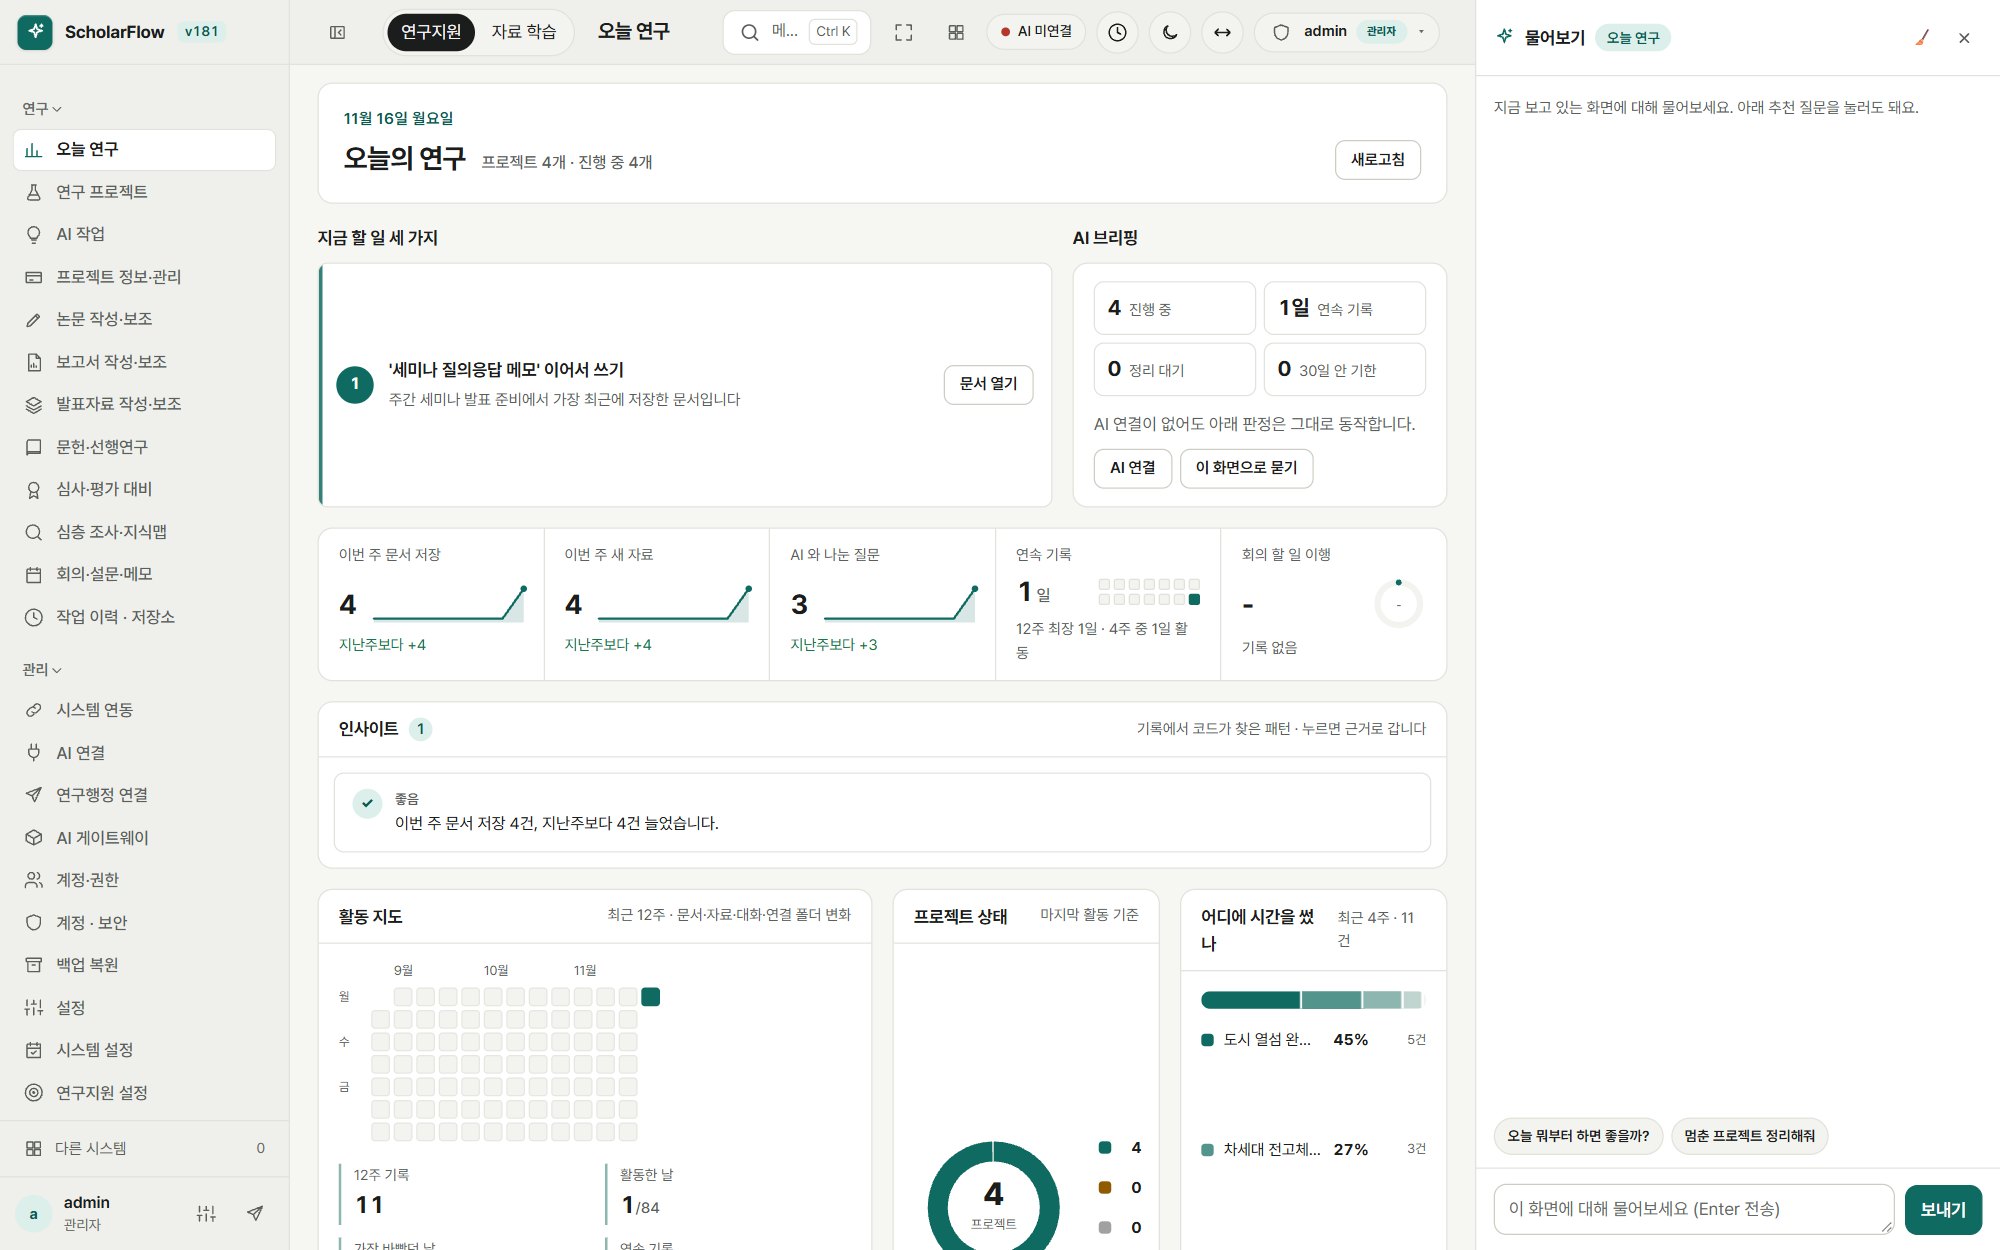 ScholarFlow v181
연구
오늘 연구
연구 프로젝트
AI 작업
프로젝트 정보·관리
논문 작성·보조
보고서 작성·보조
발표자료 작성·보조
문헌·선행연구
심사·평가 대비
심층 조사·지식맵
회의·설문·메모
작업 이력 · 저장소
관리
시스템 연동
AI 연결
연구행정 연결
AI 게이트웨이
계정·권한
계정 · 보안
백업 복원
설정
시스템 설정
연구지원 설정
다른 시스템 0
a admin
관리자
연구지원 자료 학습 오늘 연구 메... Ctrl K AI 미연결 admin 관리자
11월 16일 월요일
오늘의 연구 프로젝트 4개 · 진행 중 4개 새로고침
지금 할 일 세 가지
1 '세미나 질의응답 메모' 이어서 쓰기
주간 세미나 발표 준비에서 가장 최근에 저장한 문서입니다
문서 열기
AI 브리핑
4 진행 중 1일 연속 기록
0 정리 대기 0 30일 안 기한
AI 연결이 없어도 아래 판정은 그대로 동작합니다.
AI 연결 이 화면으로 묻기
이번 주 문서 저장
4
지난주보다 +4
이번 주 새 자료
4
지난주보다 +4
AI 와 나눈 질문
3
지난주보다 +3
연속 기록
1 일
12주 최장 1일 · 4주 중 1일 활
동
회의 할 일 이행
- -
기록 없음
인사이트 1 기록에서 코드가 찾은 패턴 · 누르면 근거로 갑니다
좋음
이번 주 문서 저장 4건, 지난주보다 4건 늘었습니다.
활동 지도 최근 12주 · 문서·자료·대화·연결 폴더 변화
9월 10월 11월
월
수
금
12주 기록 활동한 날
11 1/84
가장 바빴던 날 연속 기록
프로젝트 상태 마지막 활동 기준
4
프로젝트
4
0
0
어디에 시간을 썼
나
최근 4주 · 11
건
도시 열섬 완... 45% 5건
차세대 전고체... 27% 3건
물어보기 오늘 연구
지금 보고 있는 화면에 대해 물어보세요. 아래 추천 질문을 눌러도 돼요.
오늘 뭐부터 하면 좋을까? 멈춘 프로젝트 정리해줘
이 화면에 대해 물어보세요 (Enter 전송) 보내기